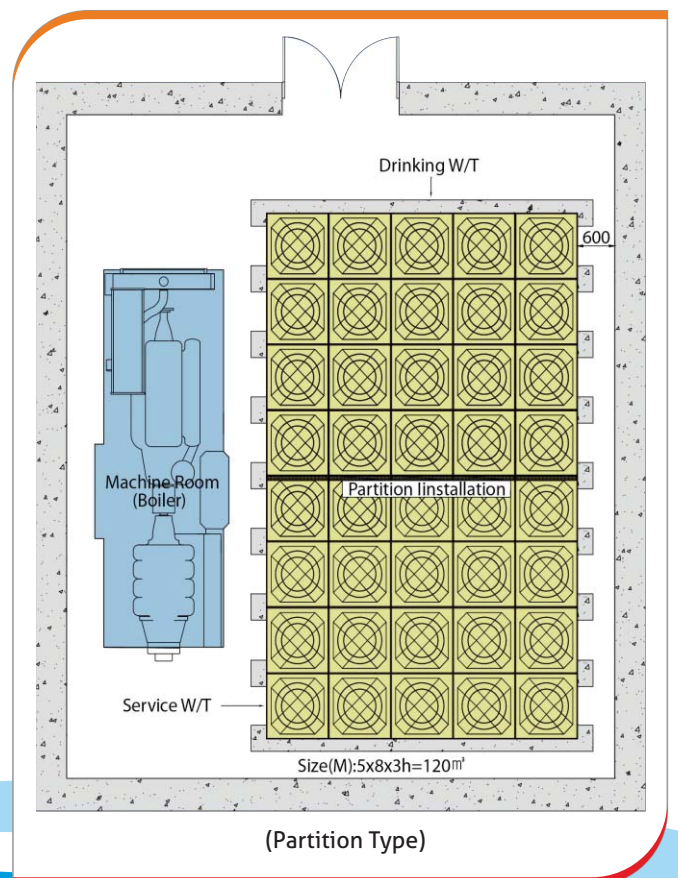 Drinking W/T
600
Machine Room
(Boiler)
Partition Iinstallation
Service W/T
Size(M):5x8x3h=120㎥
(Partition Type)